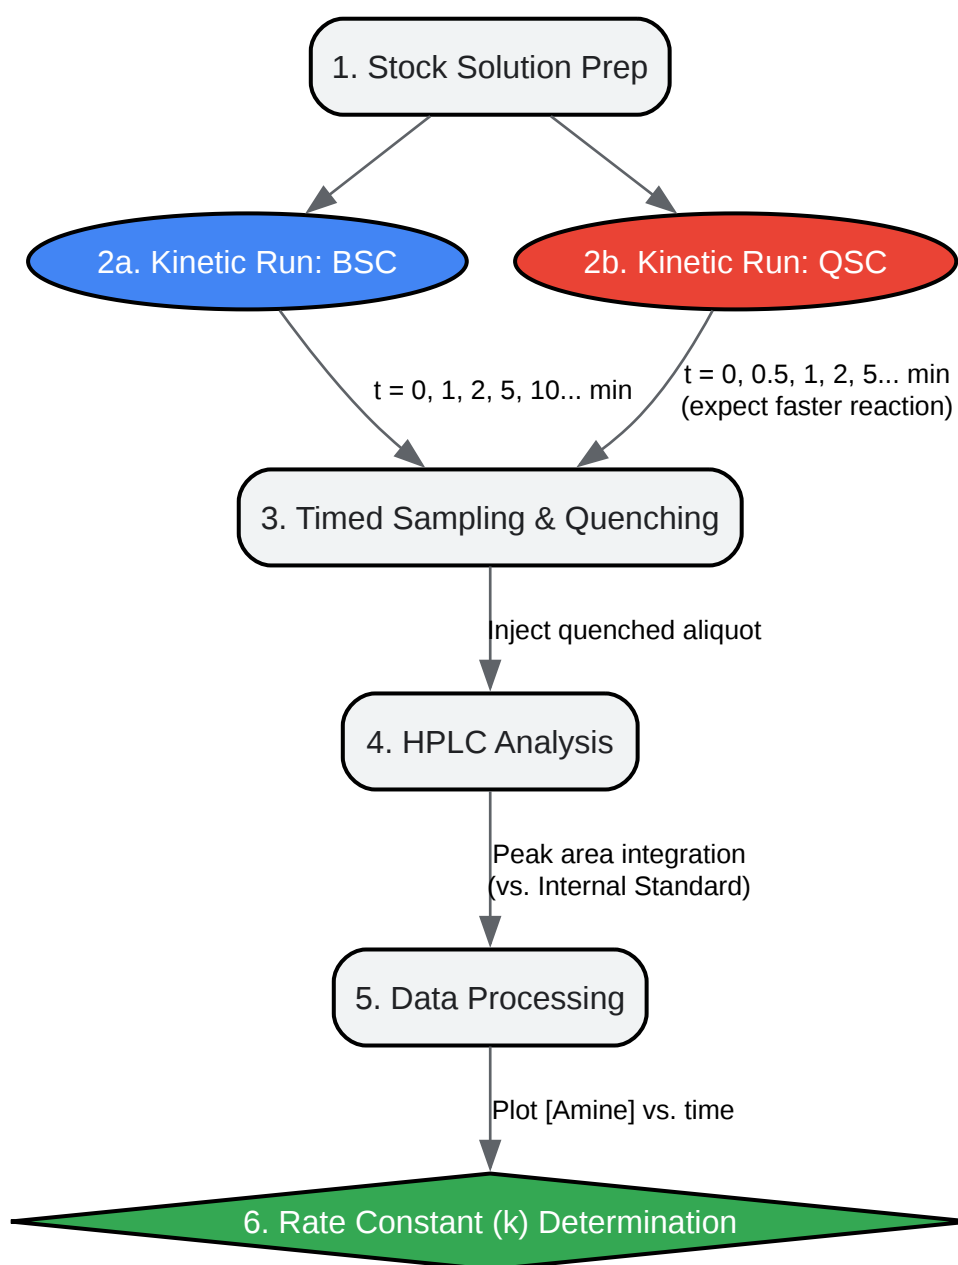 1. Stock Solution Prep
2a. Kinetic Run: BSC
2b. Kinetic Run: QSC
t = 0, 1, 2, 5, 10... min
t = 0, 0.5, 1, 2, 5... min
(expect faster reaction)
3. Timed Sampling & Quenching
Inject quenched aliquot
4. HPLC Analysis
Peak area integration
(vs. Internal Standard)
5. Data Processing
Plot [Amine] vs. time
6. Rate Constant (k) Determination